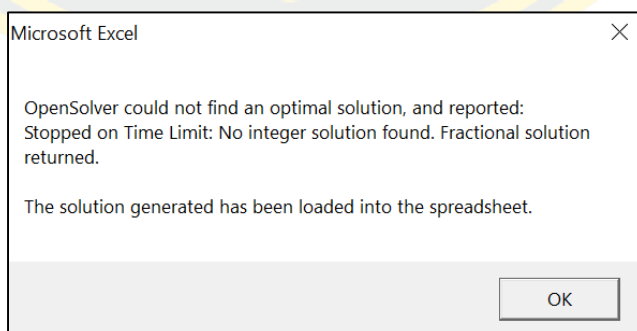 Microsoft Excel
OpenSolver could not find an optimal solution, and reported:
Stopped on Time Limit: No integer solution found. Fractional solution
returned.
The solution generated has been loaded into the spreadsheet.
OK